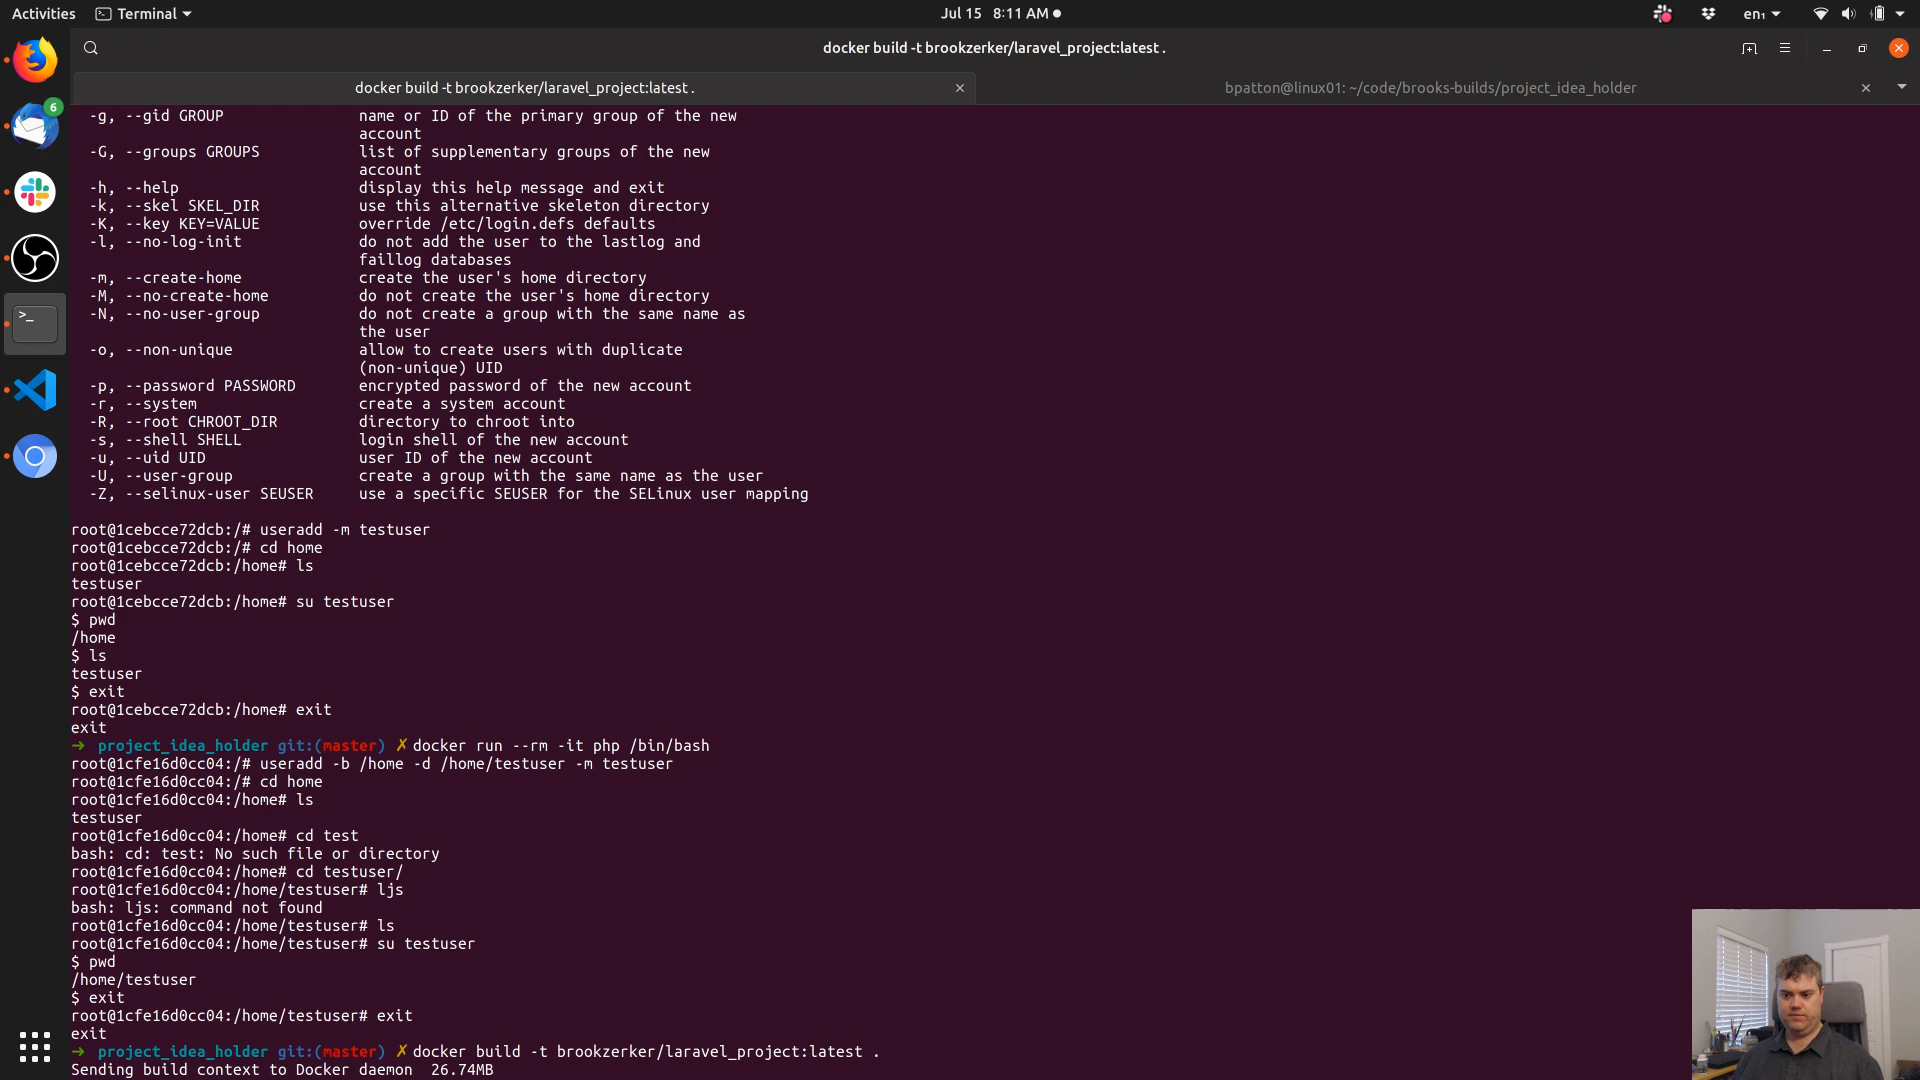 Activities
Terminal
Jul 15 8:11 AM
en₁
docker build -t brookzerker/laravel_project:latest .
docker build -t brookzerker/laravel_project:latest .
bpatton@linux01: ~/code/brooks-builds/project_idea_holder
6
>_
-g, --gid GROUP name or ID of the primary group of the new
account
-G, --groups GROUPS list of supplementary groups of the new
account
-h, --help display this help message and exit
-k, --skel SKEL_DIR use this alternative skeleton directory
-K, --key KEY=VALUE override /etc/login.defs defaults
-l, --no-log-init do not add the user to the lastlog and
faillog databases
-m, --create-home create the user's home directory
-M, --no-create-home do not create the user's home directory
-N, --no-user-group do not create a group with the same name as
the user
-o, --non-unique allow to create users with duplicate
(non-unique) UID
-p, --password PASSWORD encrypted password of the new account
-r, --system create a system account
-R, --root CHROOT_DIR directory to chroot into
-s, --shell SHELL login shell of the new account
-u, --uid UID user ID of the new account
-U, --user-group create a group with the same name as the user
-Z, --selinux-user SEUSER use a specific SEUSER for the SELinux user mapping
root@1cebcce72dcb:/# useradd -m testuser
root@1cebcce72dcb:/# cd home
root@1cebcce72dcb:/home# ls
testuser
root@1cebcce72dcb:/home# su testuser
$ pwd
/home
$ ls
testuser
$ exit
root@1cebcce72dcb:/home# exit
exit
➜ project_idea_holder git:(master) ✗ docker run --rm -it php /bin/bash
root@1cfe16d0cc04:/# useradd -b /home -d /home/testuser -m testuser
root@1cfe16d0cc04:/# cd home
root@1cfe16d0cc04:/home# ls
testuser
root@1cfe16d0cc04:/home# cd test
bash: cd: test: No such file or directory
root@1cfe16d0cc04:/home# cd testuser/
root@1cfe16d0cc04:/home/testuser# ljs
bash: ljs: command not found
root@1cfe16d0cc04:/home/testuser# ls
root@1cfe16d0cc04:/home/testuser# su testuser
$ pwd
/home/testuser
$ exit
root@1cfe16d0cc04:/home/testuser# exit
exit
➜ project_idea_holder git:(master) ✗ docker build -t brookzerker/laravel_project:latest .
Sending build context to Docker daemon 26.74MB